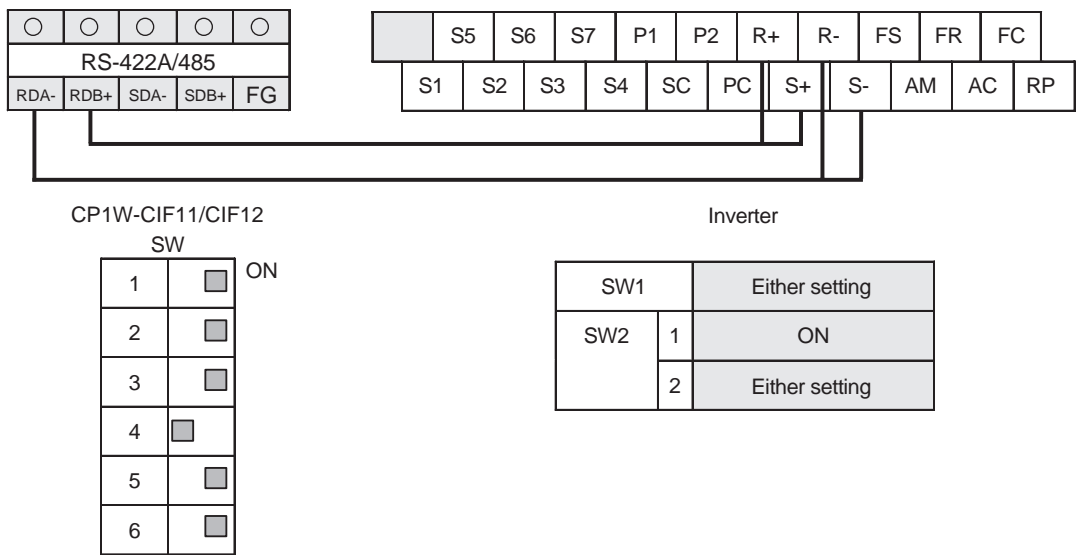 RS-422A/485
RDA- RDB+ SDA- SDB+ FG
S5 S6 S7 P1 P2 R+ R- FS FR FC
S1 S2 S3 S4 SC PC S+ S- AM AC RP
CP1W-CIF11/CIF12
SW
ON
1
2
3
4
5
6
Inverter
SW1 Either setting
SW2 1 ON
2 Either setting